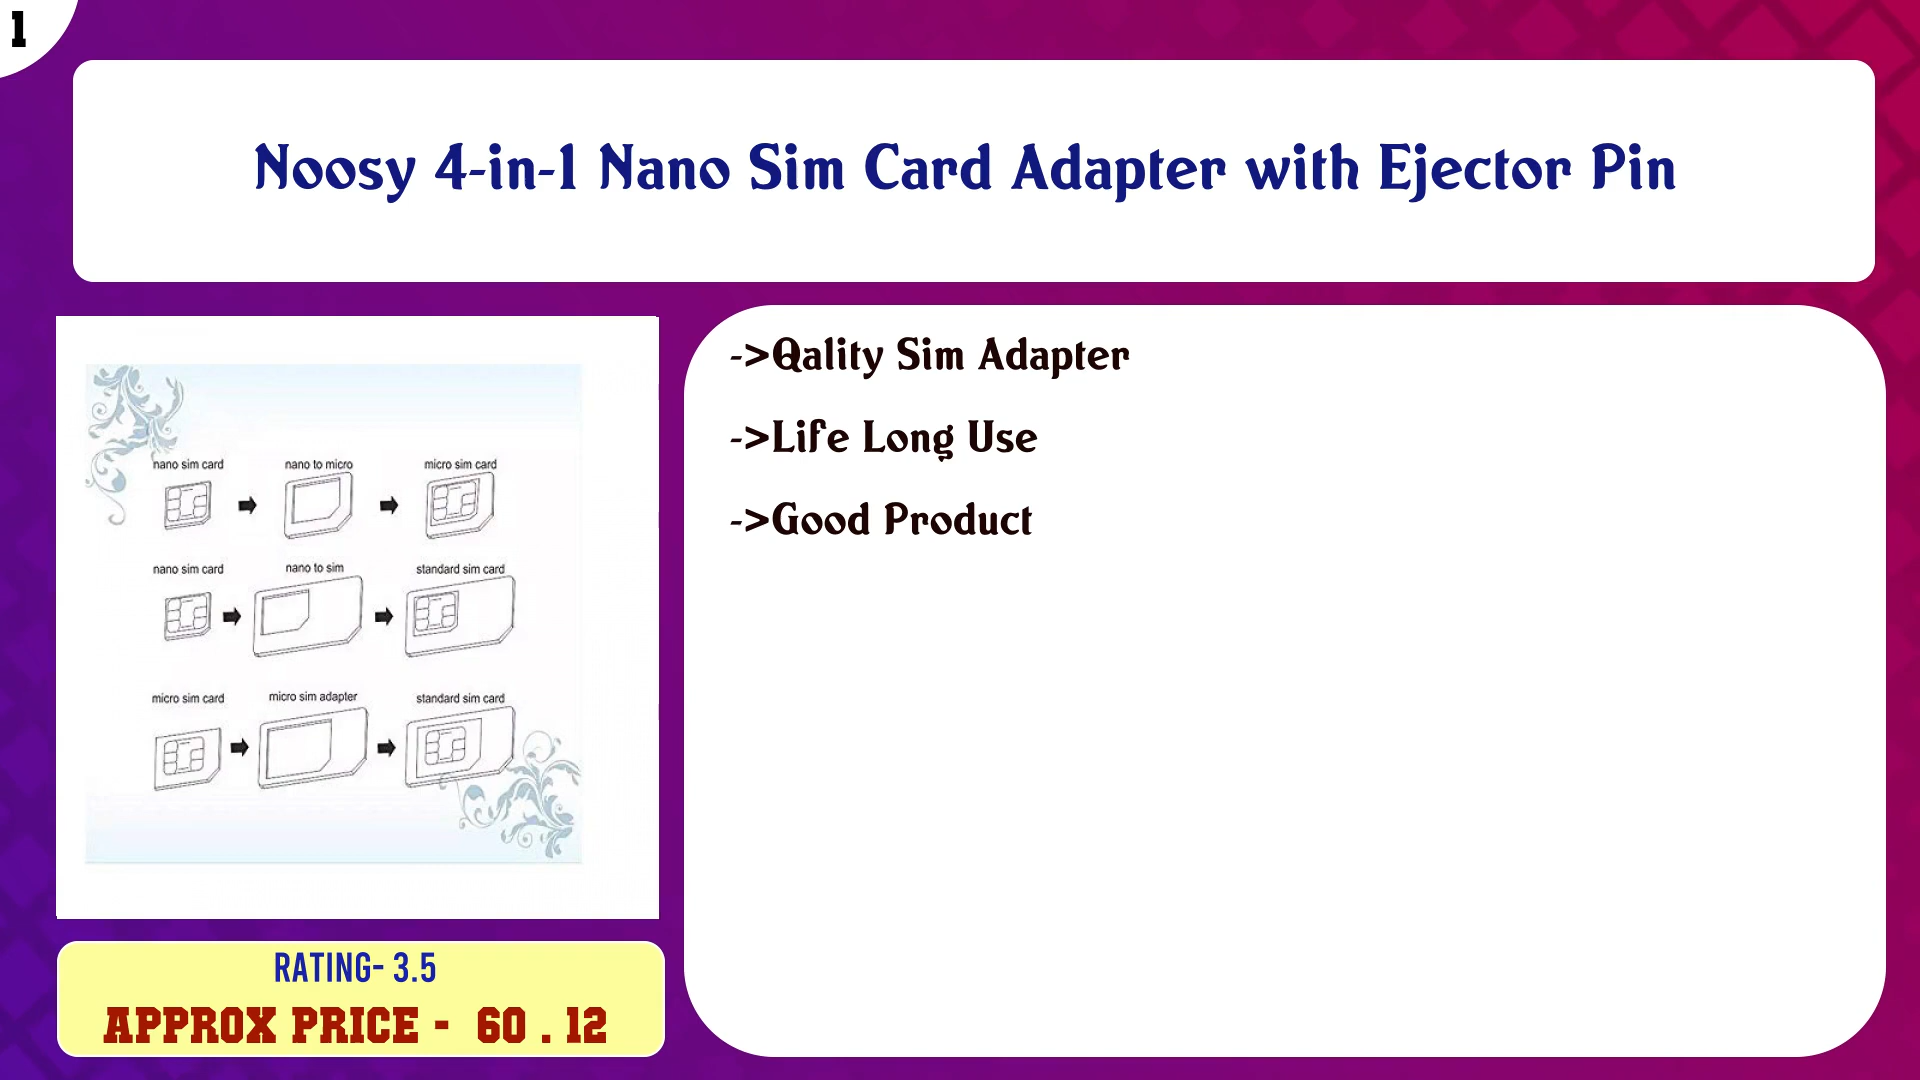 1
Noosy 4-in-1 Nano Sim Card Adapter with Ejector Pin
nano sim card nano to micro micro sim card
nano sim card nano to sim standard sim card
micro sim card micro sim adapter standard sim card
->Qality Sim Adapter
->Life Long Use
->Good Product
RATING- 3.5
APPROX PRICE - 60 . 12